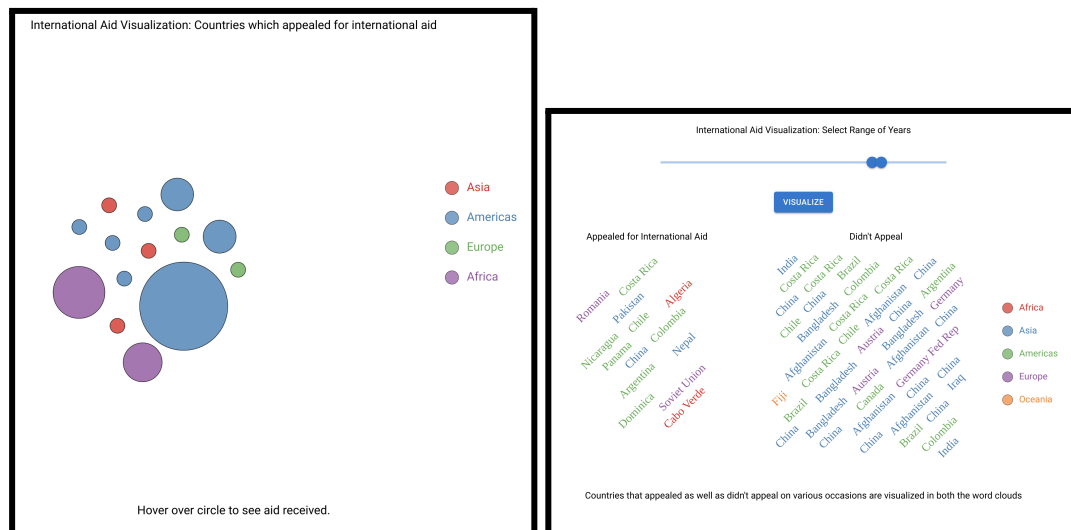 International Aid Visualization: Countries which appealed for international aid
Asia
Americas
Europe
Africa
Hover over circle to see aid received.
International Aid Visualization: Select Range of Years
VISUALIZE
Appealed for International Aid
Didn't Appeal
Costa Rica
Romania
Pakistan
Algeria
Chile
Colombia
Nicaragua
Panama
China
Nepal
Argentina
Soviet Union
Dominica
Cabo Verde
India
Costa Rica
Costa Rica
Brazil
Colombia
Costa Rica
China
Argentina
China
China
Bangladesh
Costa Rica
Afghanistan
China
Germany
Chile
Afghanistan
Chile
Austria
Bangladesh
China
Costa Rica
Afghanistan
Germany Fed Rep
Fiji
Bangladesh
Austria
China
Brazil
Canada
China
Iraq
China
Bangladesh
China
Afghanistan
China
Afghanistan
Brazil
China
Colombia
India
Africa
Asia
Americas
Europe
Oceania
Countries that appealed as well as didn't appeal on various occasions are visualized in both the word clouds